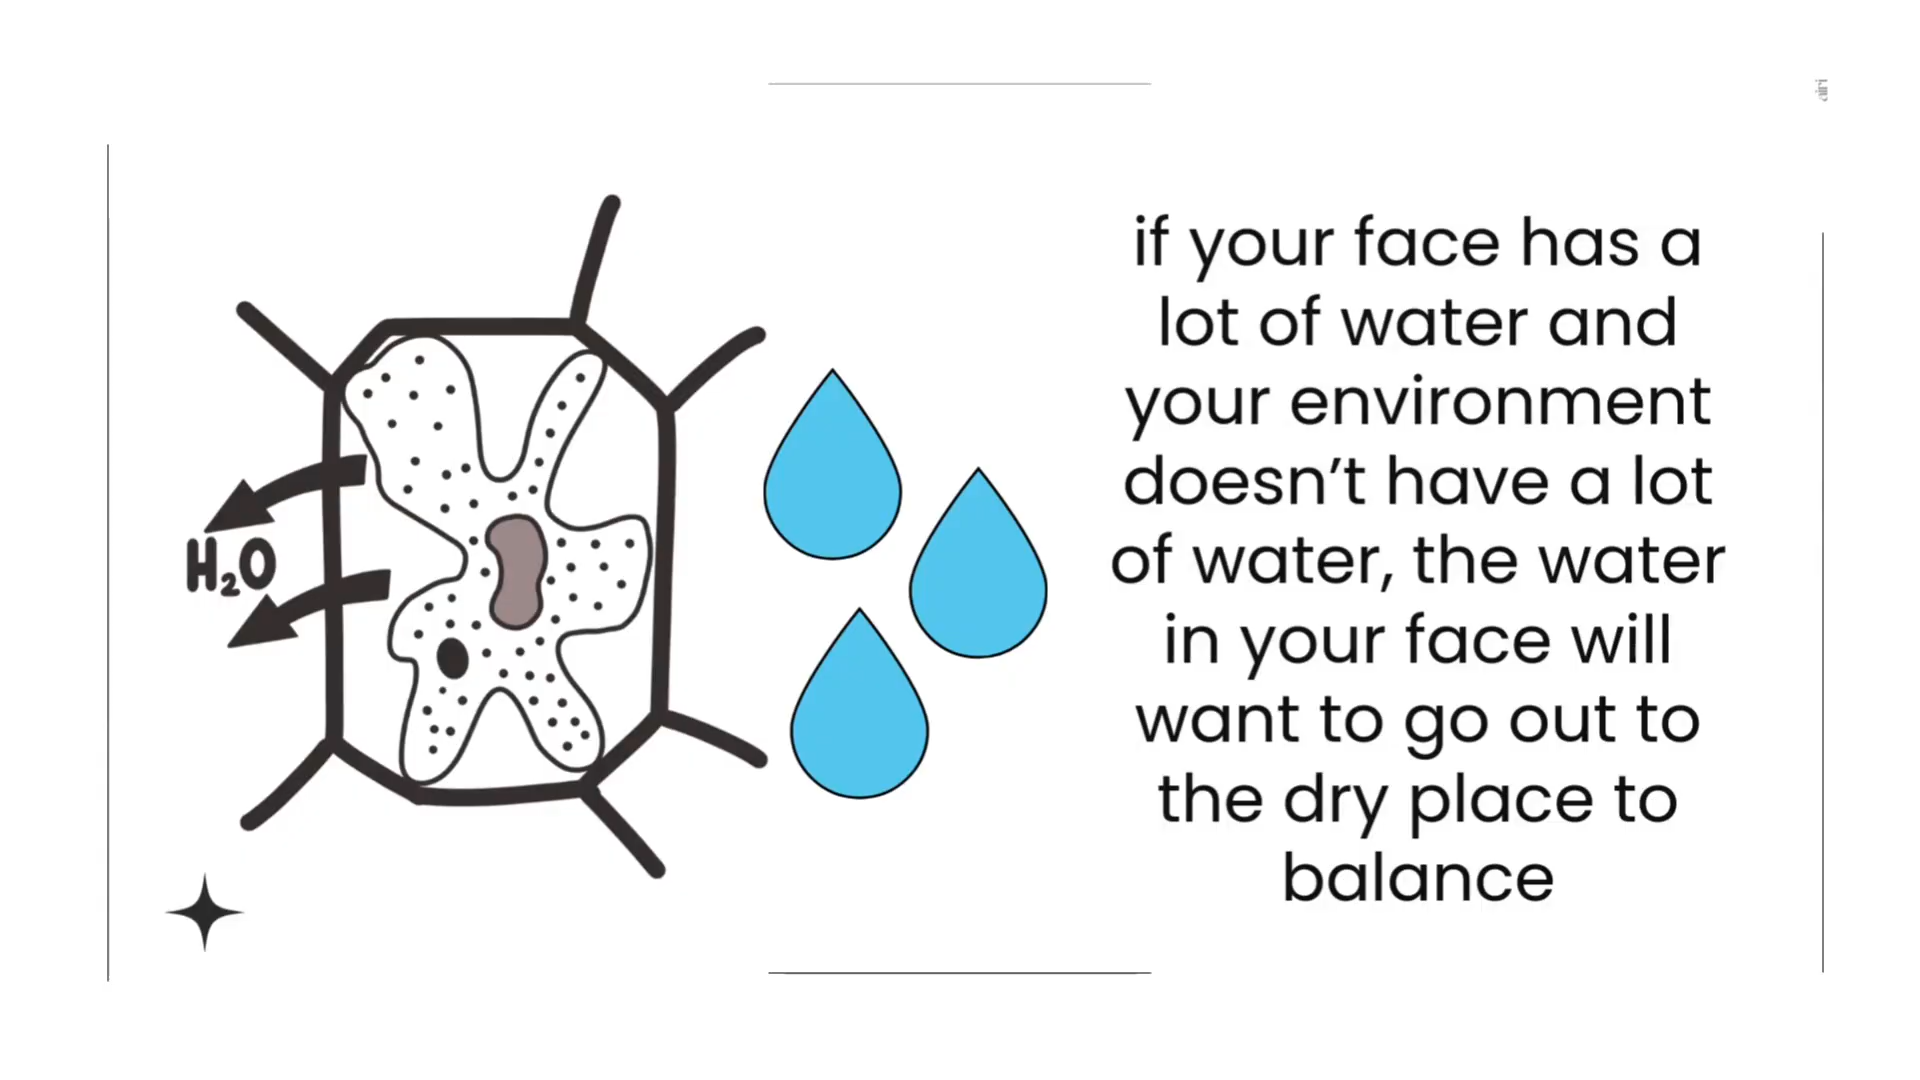 airi
if your face has a
lot of water and
your environment
doesn’t have a lot
of water, the water
in your face will
want to go out to
the dry place to
balance
H₂O